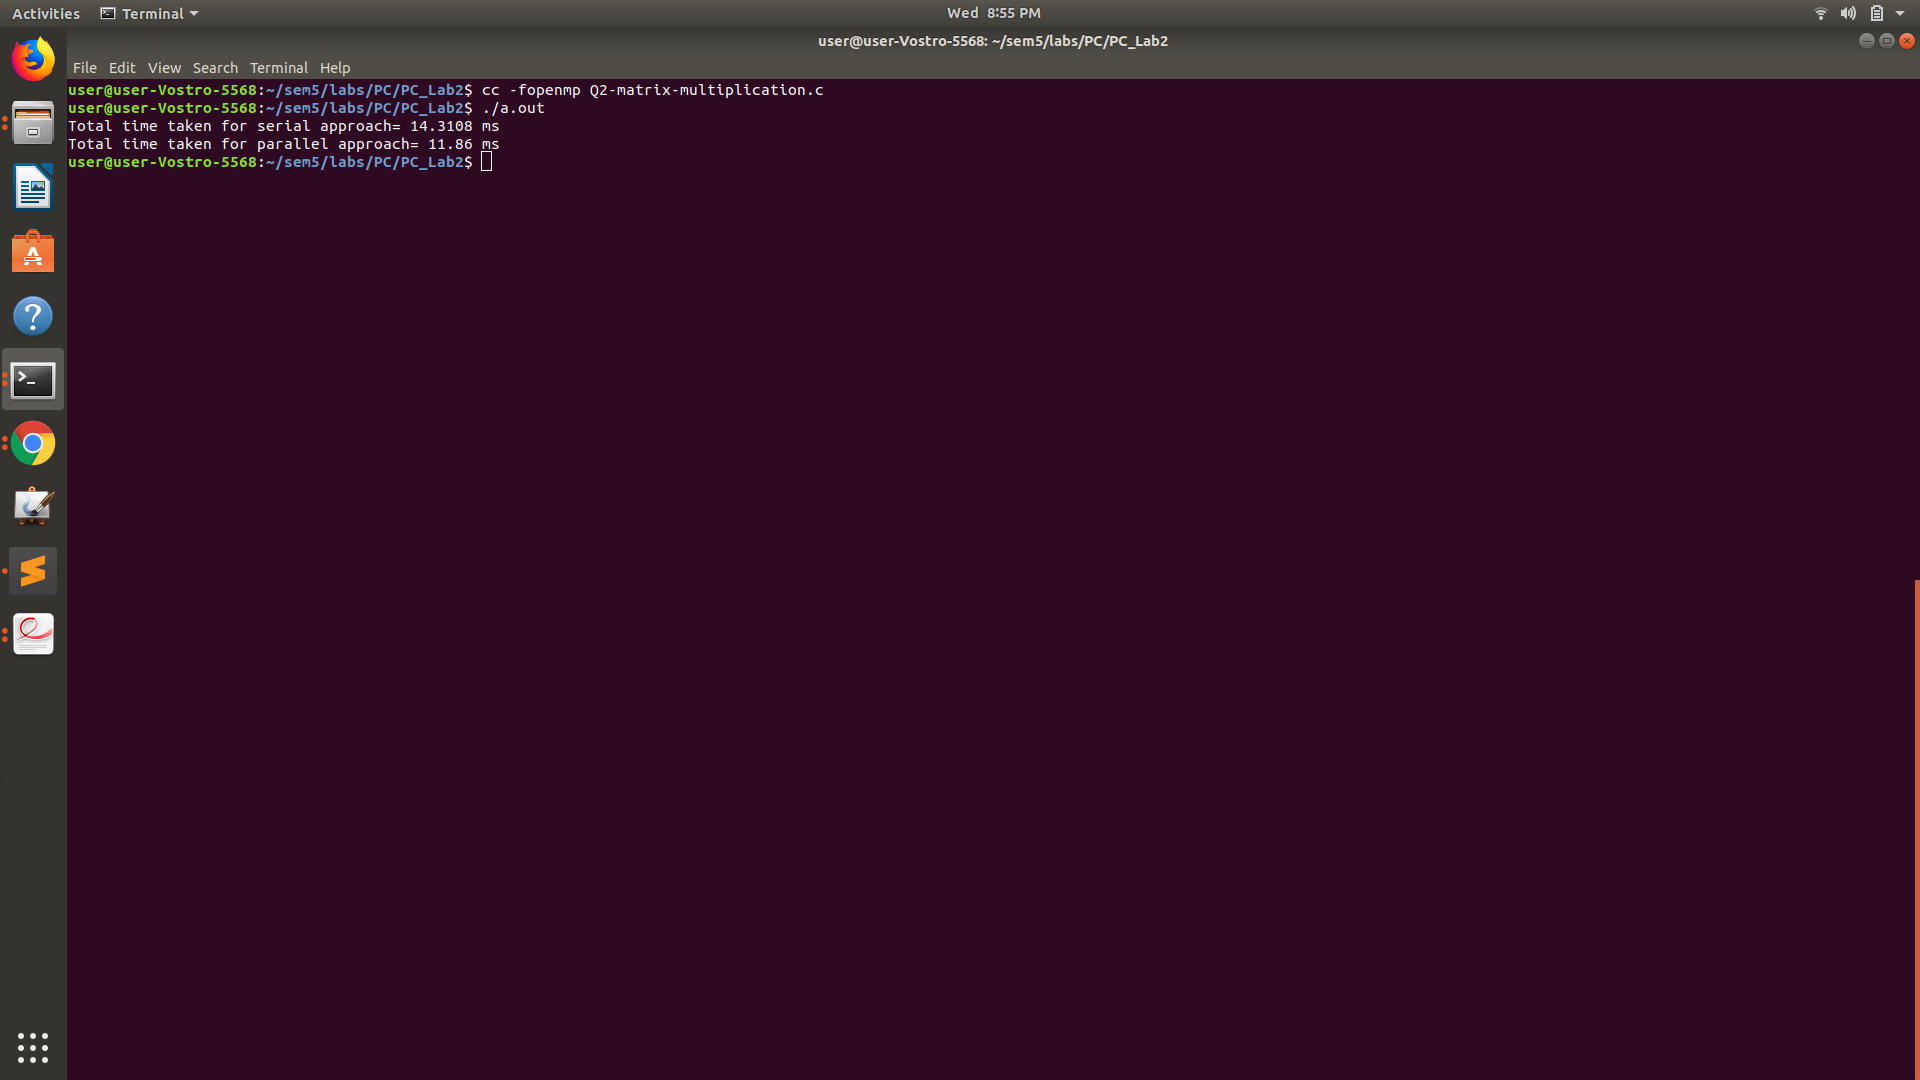 Activities Terminal Wed 8:55 PM
user@user-Vostro-5568: ~/sem5/labs/PC/PC_Lab2
File Edit View Search Terminal Help
user@user-Vostro-5568:~/sem5/labs/PC/PC_Lab2$ cc -fopenmp Q2-matrix-multiplication.c
user@user-Vostro-5568:~/sem5/labs/PC/PC_Lab2$ ./a.out
Total time taken for serial approach= 14.3108 ms
Total time taken for parallel approach= 11.86 ms
user@user-Vostro-5568:~/sem5/labs/PC/PC_Lab2$